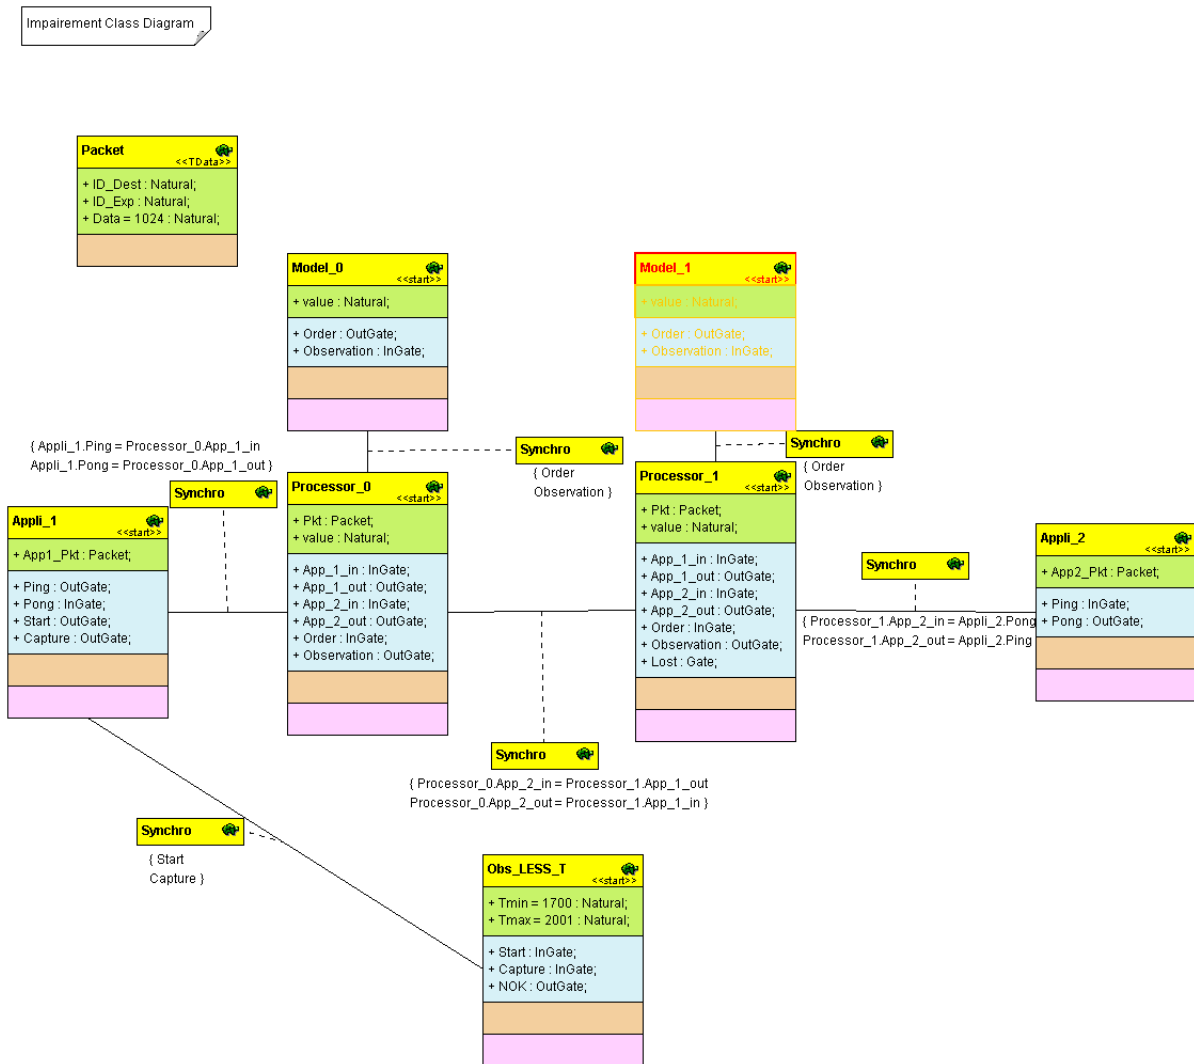 Impairement Class Diagram
Packet
<<TData>>
+ ID_Dest : Natural;
+ ID_Exp : Natural;
+ Data = 1024 : Natural;
Model_0
<<start>>
+ value : Natural;
+ Order : OutGate;
+ Observation : InGate;
Model_1
<<start>>
+ value : Natural;
+ Order : OutGate;
+ Observation : InGate;
{ Appli_1.Ping = Processor_0.App_1_in
Appli_1.Pong = Processor_0.App_1_out }
Synchro
Synchro
{ Order
Observation }
Synchro
{ Order
Observation }
Appli_1
<<start>>
+ App1_Pkt : Packet;
+ Ping : OutGate;
+ Pong : InGate;
+ Start : OutGate;
+ Capture : OutGate;
Processor_0
<<start>>
+ Pkt : Packet;
+ value : Natural;
+ App_1_in : InGate;
+ App_1_out : OutGate;
+ App_2_in : InGate;
+ App_2_out : OutGate;
+ Order : InGate;
+ Observation : OutGate;
Processor_1
<<start>>
+ Pkt : Packet;
+ value : Natural;
+ App_1_in : InGate;
+ App_1_out : OutGate;
+ App_2_in : InGate;
+ App_2_out : OutGate;
+ Order : InGate;
+ Observation : OutGate;
+ Lost : Gate;
Synchro
{ Processor_1.App_2_in = Appli_2.Pong
Processor_1.App_2_out = Appli_2.Ping
Appli_2
<<start>>
+ App2_Pkt : Packet;
+ Ping : InGate;
+ Pong : OutGate;
Synchro
{ Processor_0.App_2_in = Processor_1.App_1_out
Processor_0.App_2_out = Processor_1.App_1_in }
Synchro
{ Start
Capture }
Obs_LESS_T
<<start>>
+ Tmin = 1700 : Natural;
+ Tmax = 2001 : Natural;
+ Start : InGate;
+ Capture : InGate;
+ NOK : OutGate;